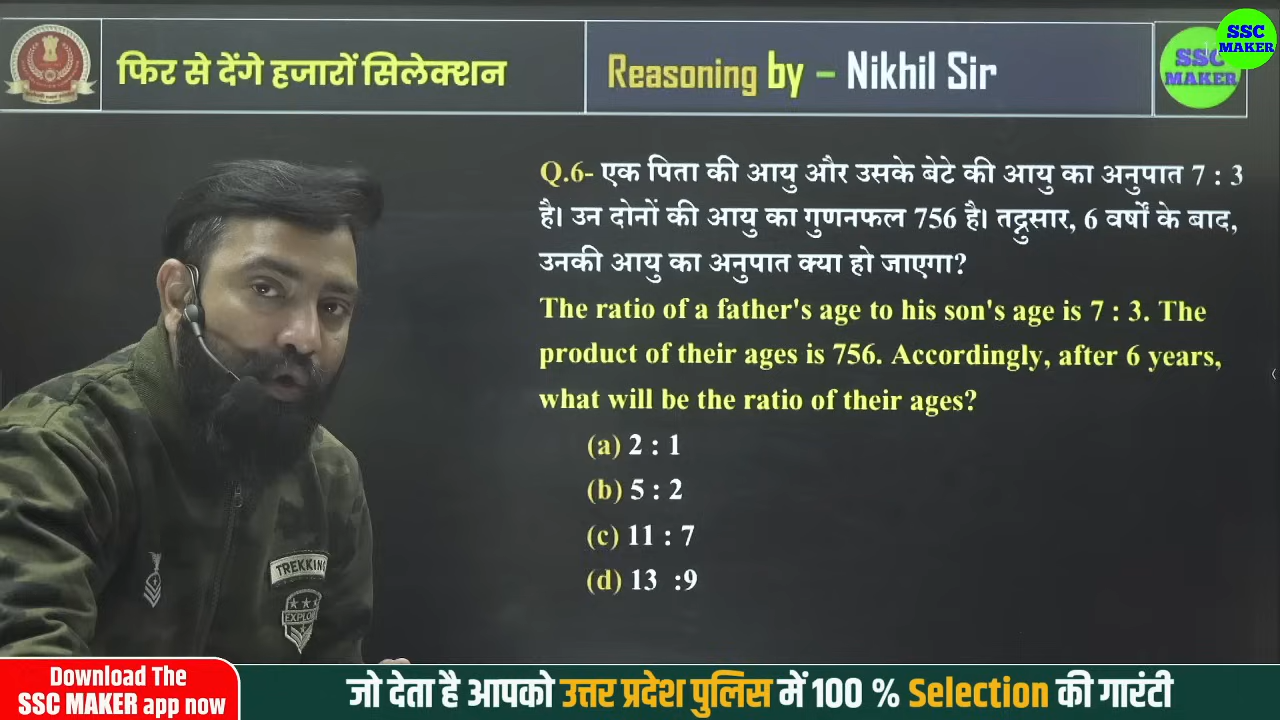 फिर से देंगे हजारों सिलेक्शन
Reasoning by – Nikhil Sir
SSC
MAKER
SSC
MAKER
Q.6- एक पिता की आयु और उसके बेटे की आयु का अनुपात 7 : 3
है। उन दोनों की आयु का गुणनफल 756 है। तद्नुसार, 6 वर्षों के बाद,
उनकी आयु का अनुपात क्या हो जाएगा?
The ratio of a father's age to his son's age is 7 : 3. The
product of their ages is 756. Accordingly, after 6 years,
what will be the ratio of their ages?
(a) 2 : 1
(b) 5 : 2
(c) 11 : 7
(d) 13 :9
TREKKING
Download The
SSC MAKER app now
जो देता है आपको उत्तर प्रदेश पुलिस में 100 % Selection की गारंटी